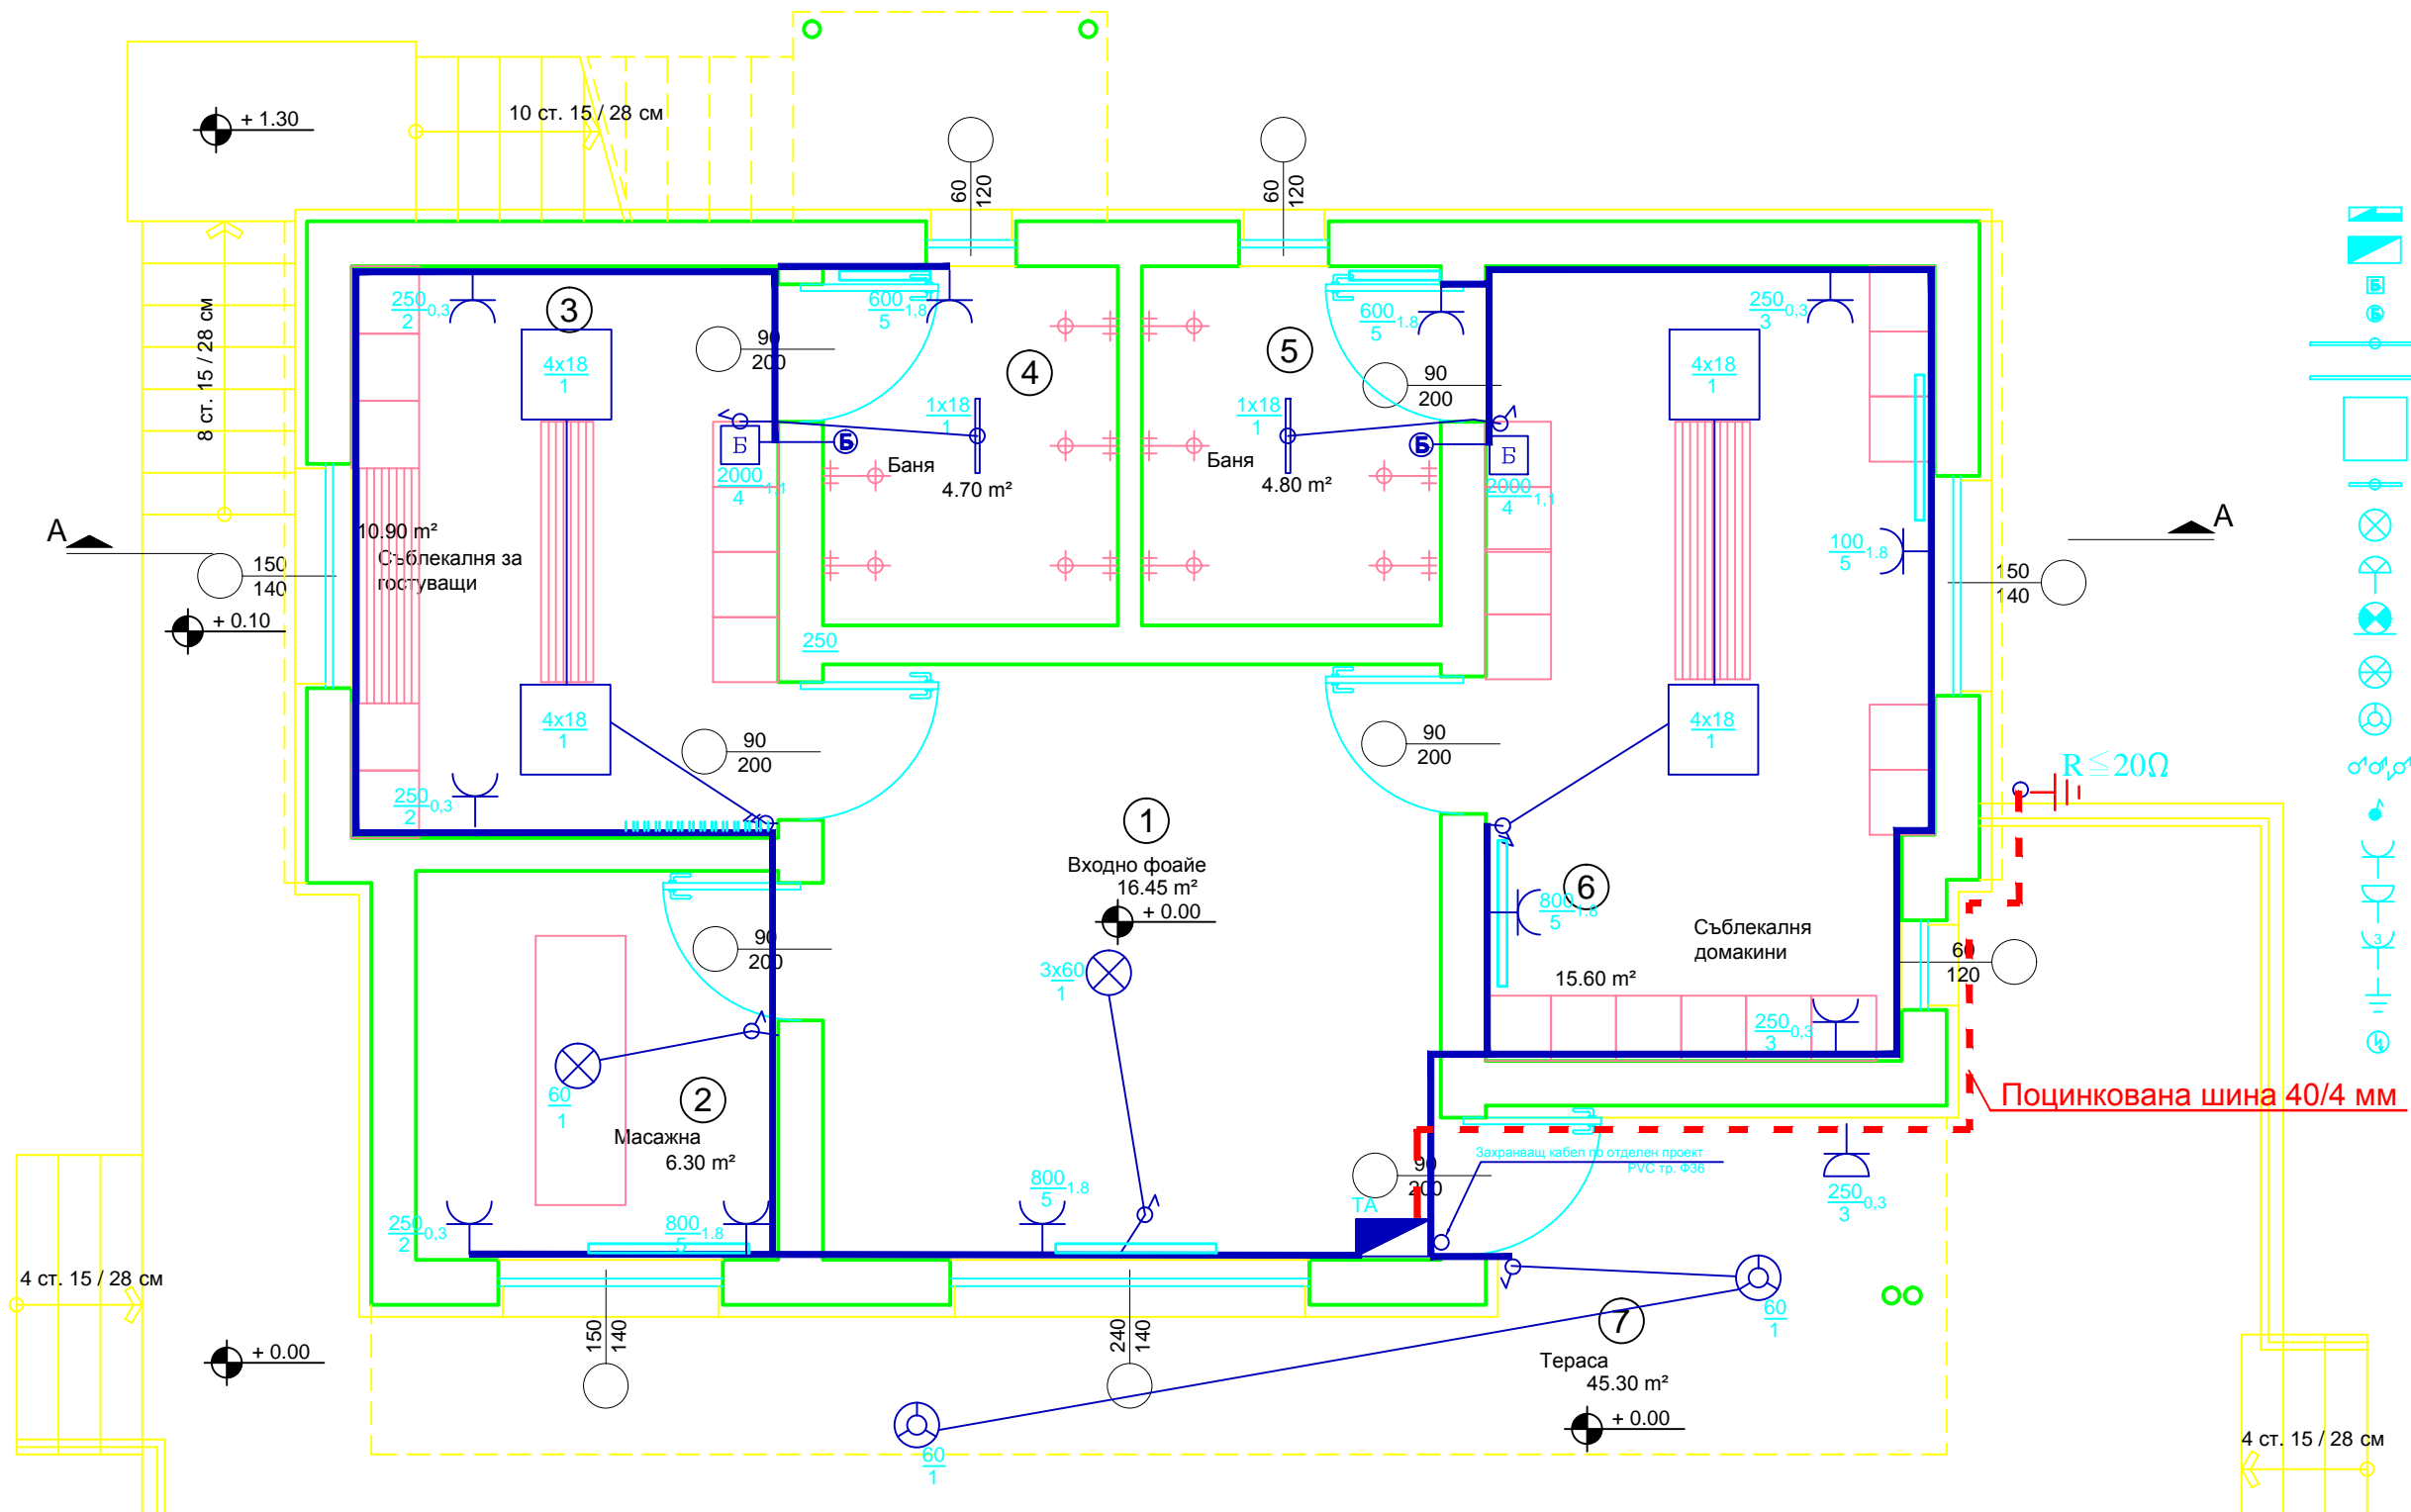 + 1.30
10 ст. 15 / 28 см
60
120
60
120
8 ст. 15 / 28 см
250 0,3
2
3
4x18
1
90
200
600 1,8
5
4
5
600 1.8
5
90
200
250 0,3
3
4x18
1
Б
Б
1x18
1
1x18
1
Б
Б
Б
Б
2000 1,1
4
Баня
4.70 m²
Баня
4.80 m²
2000 1,1
4
A
A
10.90 m²
Съблекалня за
гостуващи
150
140
100 1.8
5
150
140
+ 0.10
250
4x18
1
90
200
90
200
4x18
1
R≦20Ω
250 0,3
2
1
Входно фоайе
16.45 m²
+ 0.00
6
800 1.8
5
Съблекалня
домакини
15.60 m²
90
200
3x60
1
60
120
3
250 0,3
3
60
1
2
Масажна
6.30 m²
Поцинкована шина 40/4 мм
Захранващ кабел по отделен проект
PVC тр. Ф36
90
200
TA
250 0,3
2
800 1.8
5
800 1.8
5
250 0,3
3
4 ст. 15 / 28 см
+ 0.00
150
140
240
140
60
1
7
Тераса
45.30 m²
+ 0.00
60
1
4 ст. 15 / 28 см